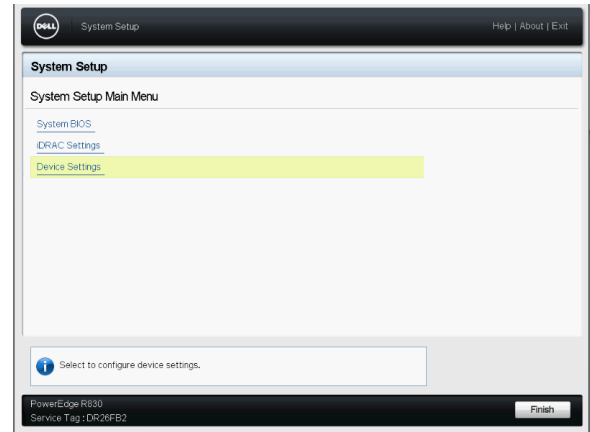 DELL
System Setup
Help | About | Exit
System Setup
System Setup Main Menu
System BIOS
iDRAC Settings
Device Settings
Select to configure device settings.
PowerEdge R830
Service Tag : DR26FB2
Finish